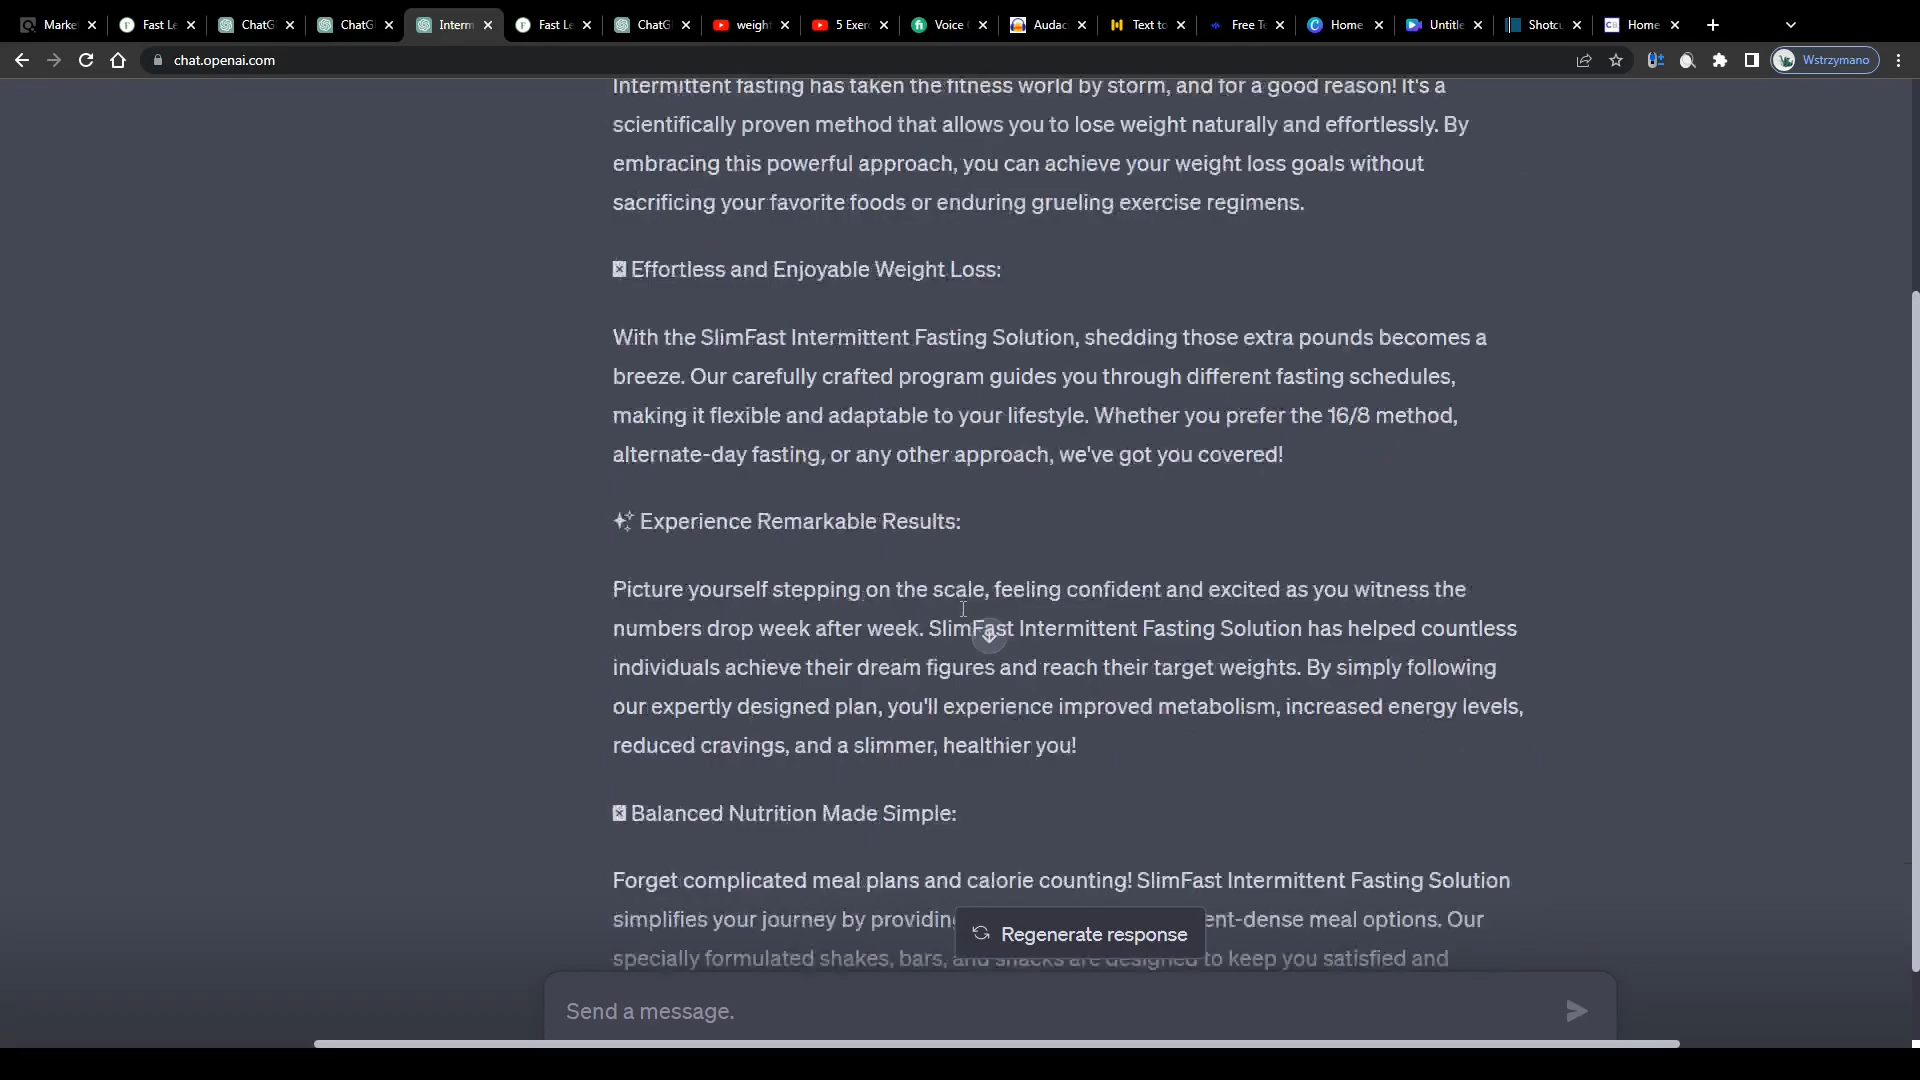 Marke
Fast Le
ChatG
ChatG
Interm
Fast Le
ChatG
weight
5 Exer
Voice
Audac
Text to
Free Te
Home
Untitle
Shotcu
Home
chat.openai.com
Wstrzymano
Intermittent fasting has taken the fitness world by storm, and for a good reason! It's a
scientifically proven method that allows you to lose weight naturally and effortlessly. By
embracing this powerful approach, you can achieve your weight loss goals without
sacrificing your favorite foods or enduring grueling exercise regimens.
Effortless and Enjoyable Weight Loss:
With the SlimFast Intermittent Fasting Solution, shedding those extra pounds becomes a
breeze. Our carefully crafted program guides you through different fasting schedules,
making it flexible and adaptable to your lifestyle. Whether you prefer the 16/8 method,
alternate-day fasting, or any other approach, we've got you covered!
✨ Experience Remarkable Results:
Picture yourself stepping on the scale, feeling confident and excited as you witness the
numbers drop week after week. SlimFast Intermittent Fasting Solution has helped countless
individuals achieve their dream figures and reach their target weights. By simply following
our expertly designed plan, you'll experience improved metabolism, increased energy levels,
reduced cravings, and a slimmer, healthier you!
Balanced Nutrition Made Simple:
Forget complicated meal plans and calorie counting! SlimFast Intermittent Fasting Solution
simplifies your journey by providing ent-dense meal options. Our
specially formulated shakes, bars, and snacks are designed to keep you satisfied and
Regenerate response
Send a message.